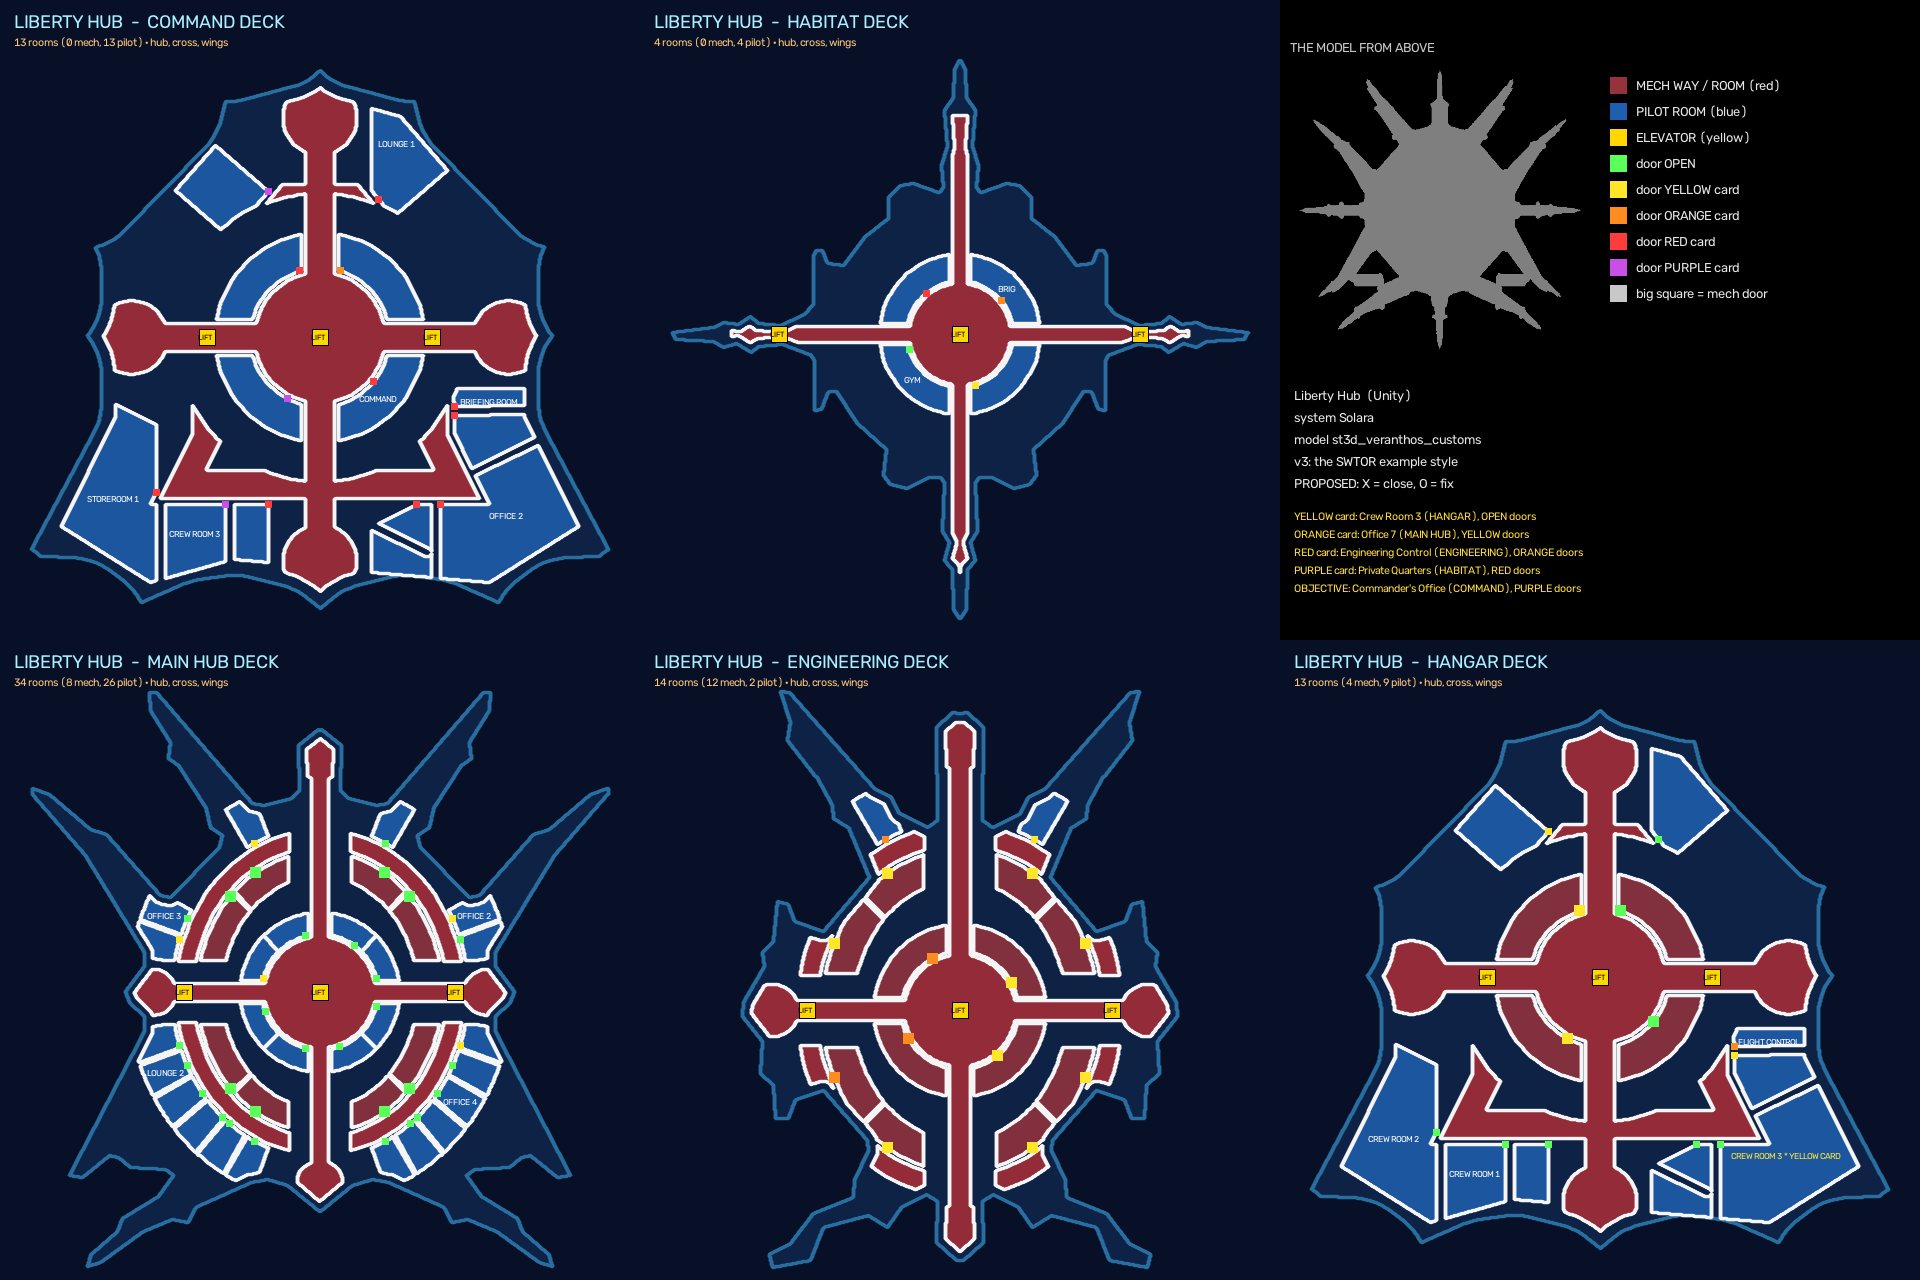 LIBERTY HUB - COMMAND DECK
13 rooms (0 mech, 13 pilot) • hub, cross, wings
LOUNGE 1
LIFT
LIFT
LIFT
COMMAND
BRIEFING ROOM
STOREROOM 1
CREW ROOM 3
OFFICE 2
LIBERTY HUB - HABITAT DECK
4 rooms (0 mech, 4 pilot) • hub, cross, wings
BRIG
LIFT
LIFT
LIFT
GYM
THE MODEL FROM ABOVE
MECH WAY / ROOM (red)
PILOT ROOM (blue)
ELEVATOR (yellow)
door OPEN
door YELLOW card
door ORANGE card
door RED card
door PURPLE card
big square = mech door
Liberty Hub (Unity)
system Solara
model st3d_veranthos_customs
v3: the SWTOR example style
PROPOSED: X = close, O = fix
YELLOW card: Crew Room 3 (HANGAR), OPEN doors
ORANGE card: Office 7 (MAIN HUB), YELLOW doors
RED card: Engineering Control (ENGINEERING), ORANGE doors
PURPLE card: Private Quarters (HABITAT), RED doors
OBJECTIVE: Commander's Office (COMMAND), PURPLE doors
LIBERTY HUB - MAIN HUB DECK
34 rooms (8 mech, 26 pilot) • hub, cross, wings
OFFICE 3
OFFICE 2
LIFT
LIFT
LIFT
LOUNGE 2
OFFICE 4
LIBERTY HUB - ENGINEERING DECK
14 rooms (12 mech, 2 pilot) • hub, cross, wings
LIFT
LIFT
LIFT
LIBERTY HUB - HANGAR DECK
13 rooms (4 mech, 9 pilot) • hub, cross, wings
LIFT
LIFT
LIFT
FLIGHT CONTROL
CREW ROOM 2
CREW ROOM 1
CREW ROOM 3 * YELLOW CARD